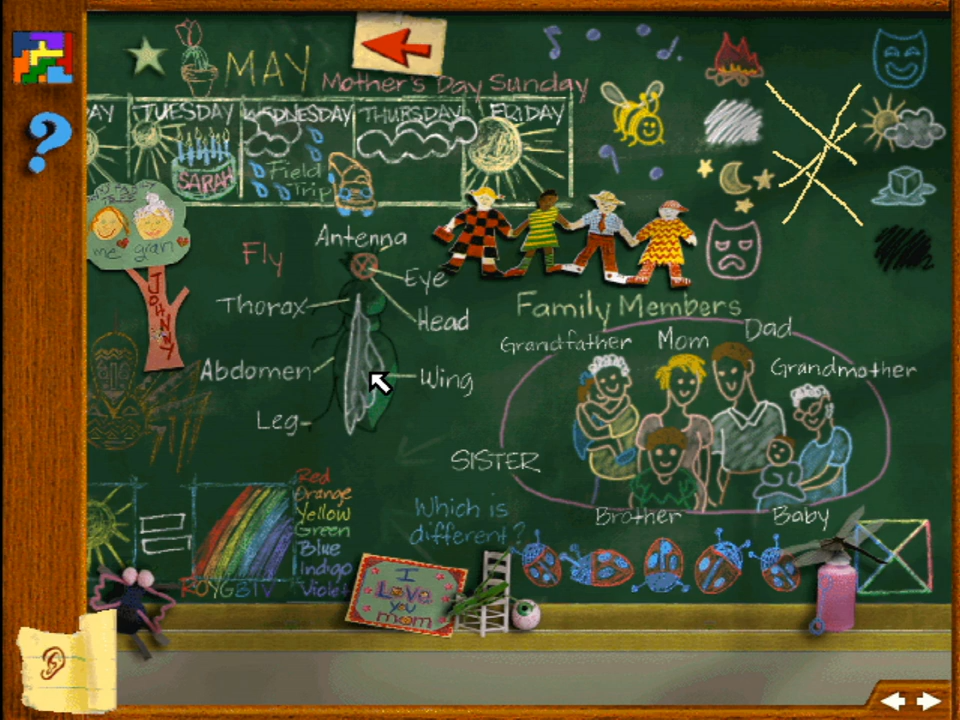 MAY
Mother's Day Sunday
AY
TUESDAY
WEDNESDAY
THURSDAY
FRIDAY
SARAH
Field
Trip
me
gran
JOHNNY
Fly
Antenna
Eye
Thorax
Head
Abdomen
Wing
Leg
Family Members
Grandfather
Mom
Dad
Grandmother
SISTER
Brother
Baby
Red
Orange
Yellow
Green
Blue
Indigo
Violet
ROYGBIV
Which is
different?
I
Love
you
mom